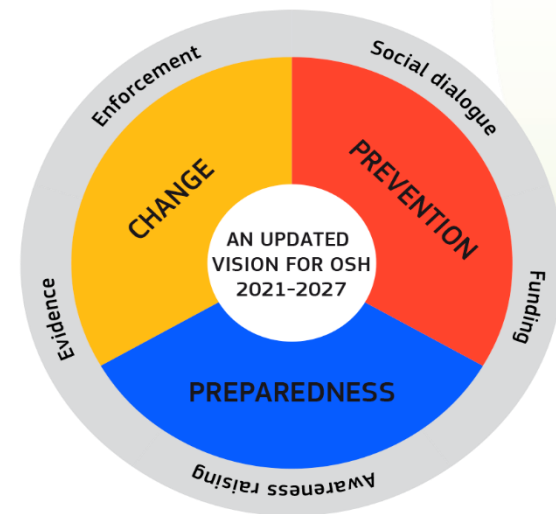 Enforcement
Social dialogue
CHANGE
PREVENTION
AN UPDATED
VISION FOR OSH
2021-2027
Evidence
Funding
PREPAREDNESS
Awareness raising